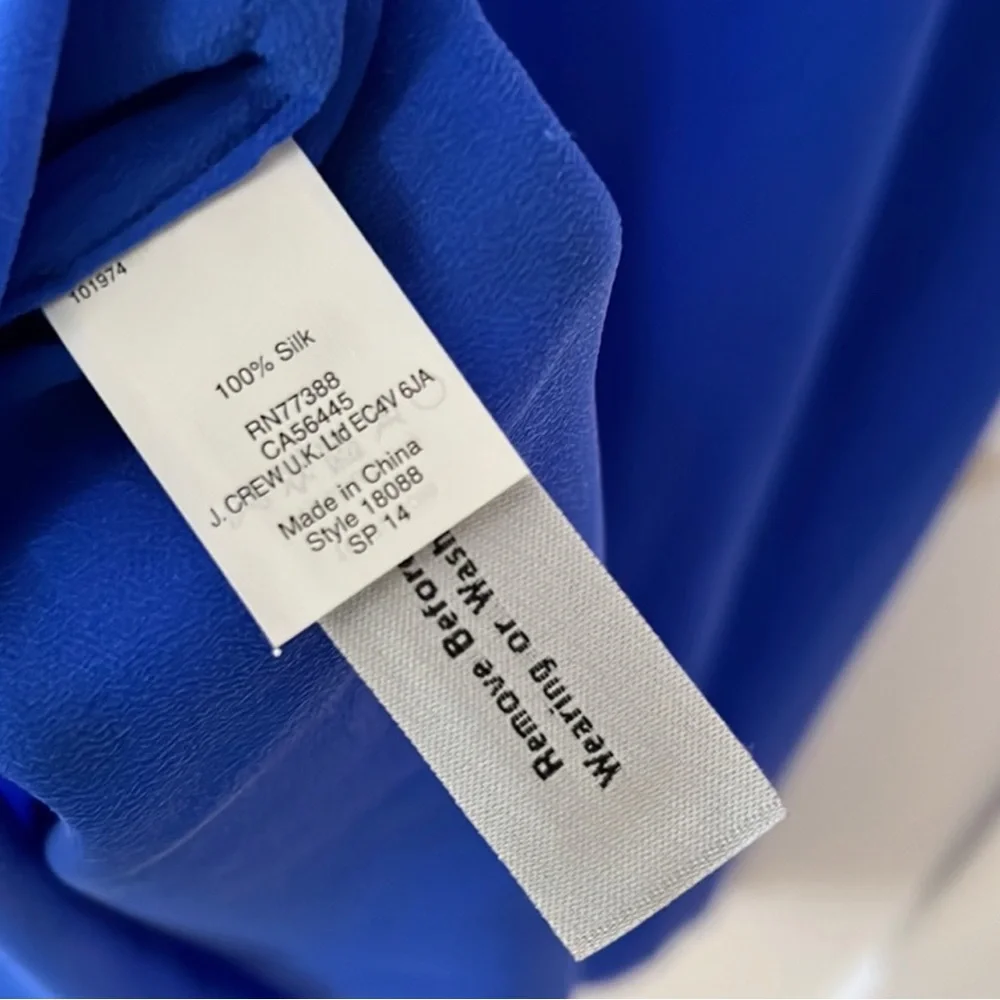 101974
100% Silk
RN77388
CA56445
J. CREW U.K. Ltd EC4V 6JA
Made in China
Style 18088
SP 14
Remove
Wearing or Wash